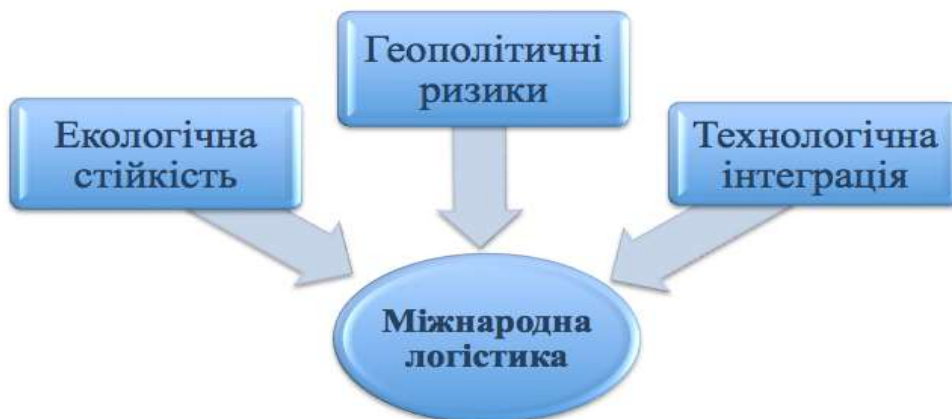 Геополітичні
ризики
Екологічна
стійкість
Технологічна
інтеграція
Міжнародна
логістика